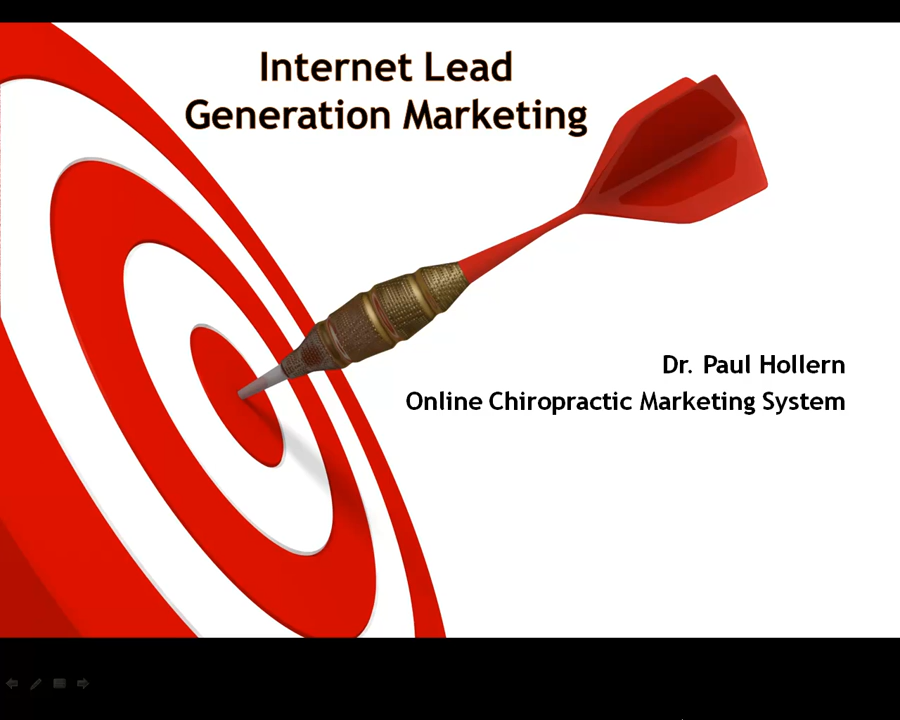 Internet Lead
Generation Marketing
Dr. Paul Hollern
Online Chiropractic Marketing System